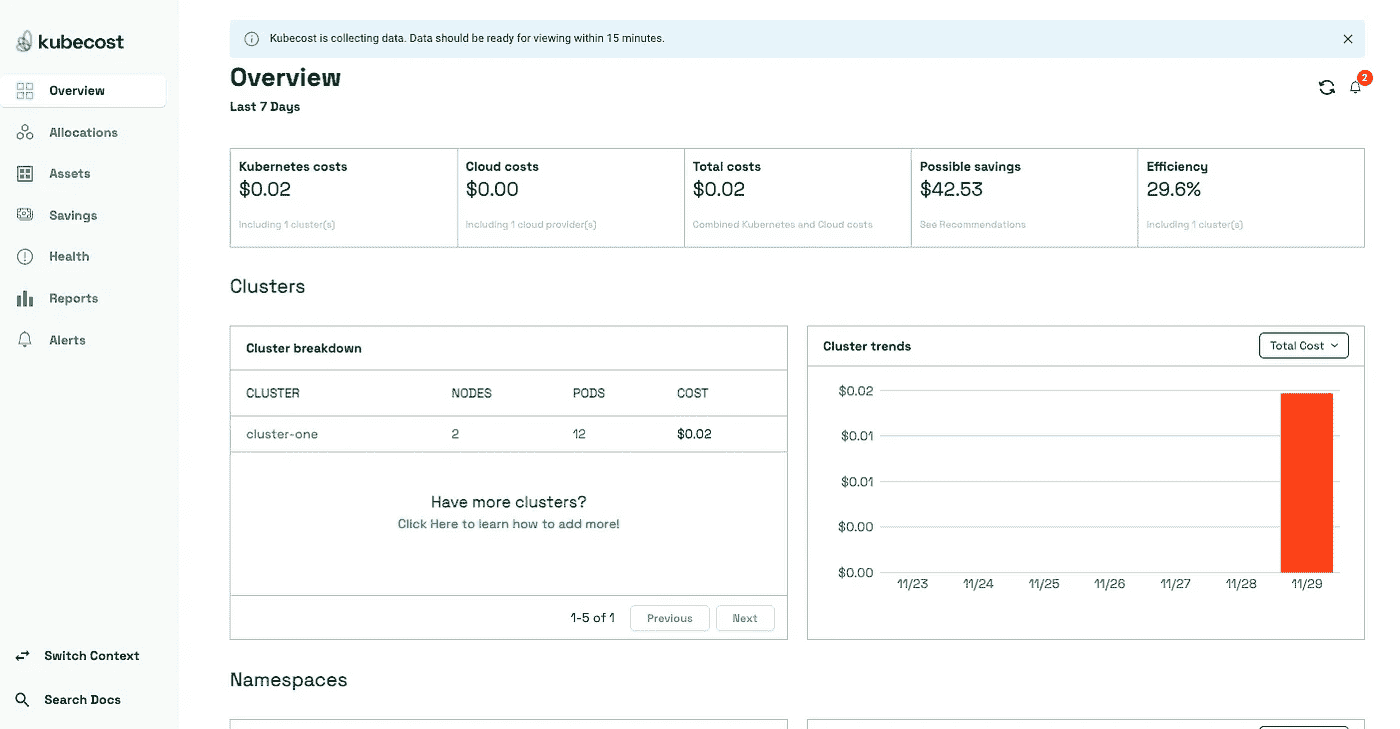 kubecost
Overview
Allocations
Assets
Savings
Health
Reports
Alerts
Switch Context
Search Docs
Kubecost is collecting data. Data should be ready for viewing within 15 minutes.
Overview
Last 7 Days
2
Kubernetes costs
$0.02
Including 1 cluster(s)
Cloud costs
$0.00
Including 1 cloud provider(s)
Total costs
$0.02
Combined Kubernetes and Cloud costs
Possible savings
$42.53
See Recommendations
Efficiency
29.6%
Including 1 cluster(s)
Clusters
Cluster breakdown
CLUSTER NODES PODS COST
cluster-one 2 12 $0.02
Have more clusters?
Click Here to learn how to add more!
1-5 of 1 Previous Next
Cluster trends Total Cost
$0.02
$0.01
$0.01
$0.00
$0.00
11/23 11/24 11/25 11/26 11/27 11/28 11/29
Namespaces